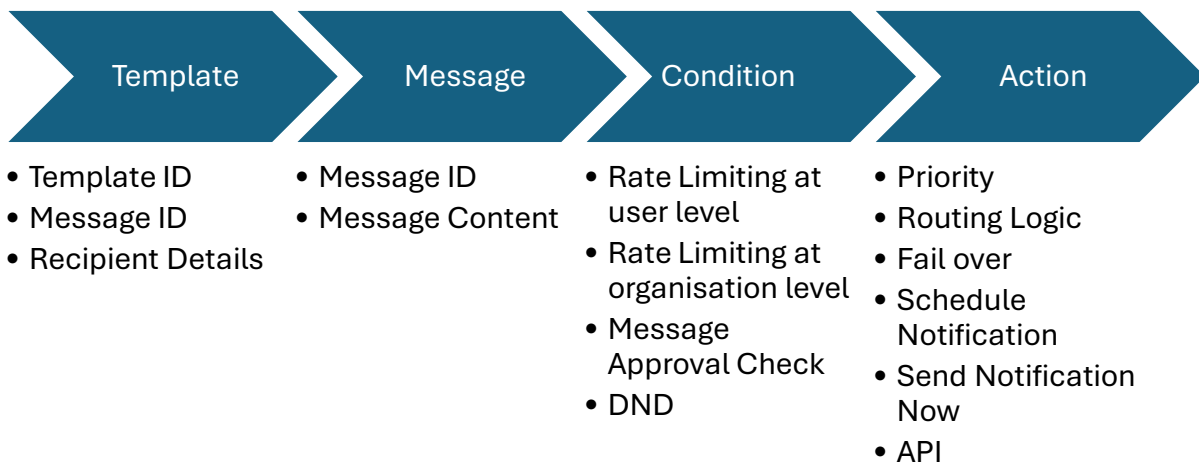 Template
Message
Condition
Action
• Template ID
• Message ID
• Recipient Details
• Message ID
• Message Content
• Rate Limiting at
user level
• Rate Limiting at
organisation level
• Message
Approval Check
• DND
• Priority
• Routing Logic
• Fail over
• Schedule
Notification
• Send Notification
Now
• API